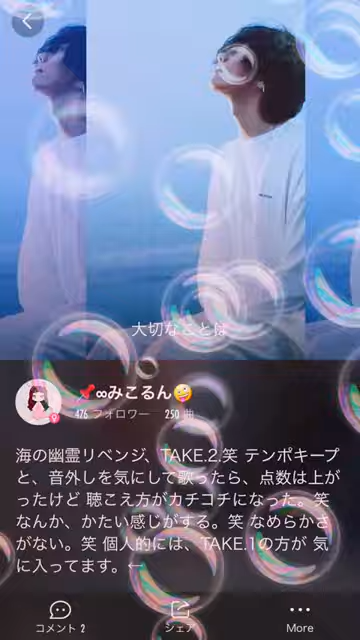 大切なことは
📌∞みこるん🤪
476 フォロワー 250 曲
海の幽霊リベンジ、TAKE.2.笑 テンポキープ
と、音外しを気にして歌ったら、点数は上が
ったけど 聴こえ方がカチコチになった。笑
なんか、かたい感じがする。笑 なめらかさ
がない。笑 個人的には、TAKE.1の方が 気
に入ってます。←
コメント 2 シェア More